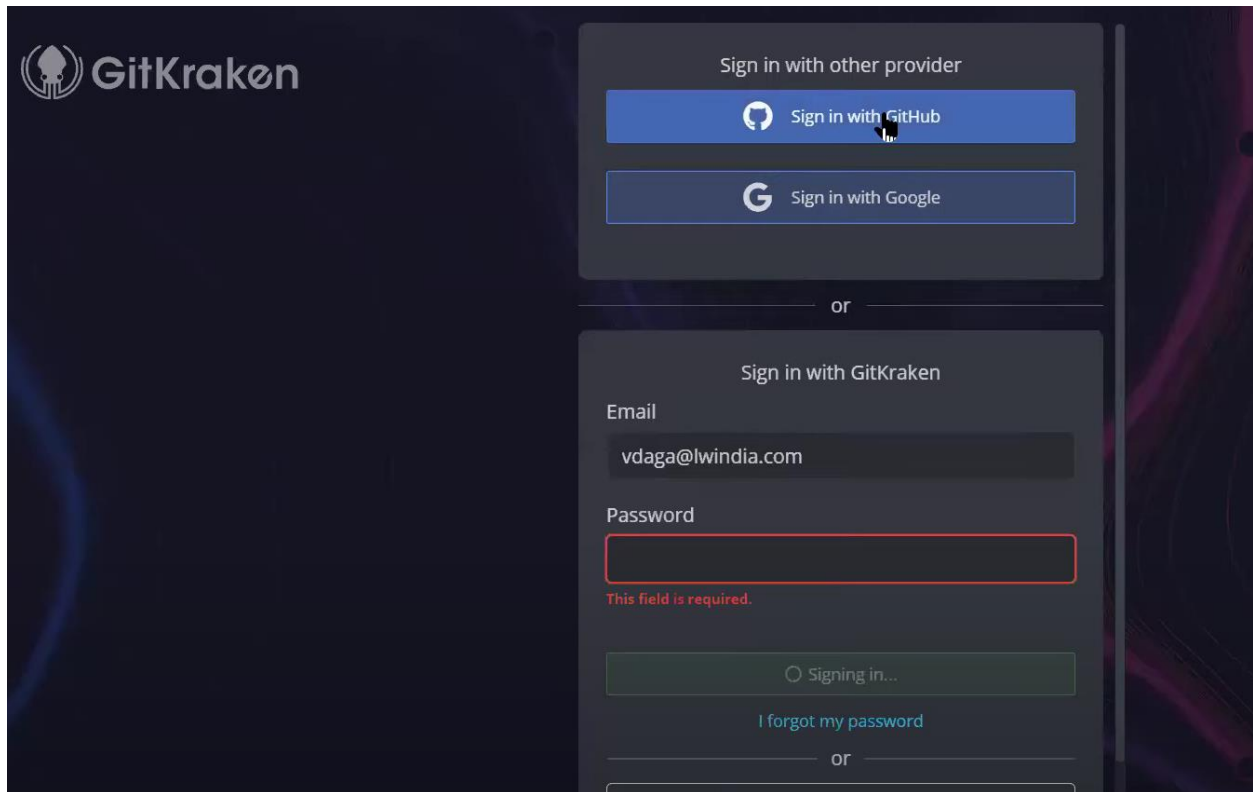 GitKraken
Sign in with other provider
Sign in with GitHub
G Sign in with Google
or
Sign in with GitKraken
Email
vdaga@lwindia.com
Password
This field is required.
Signing in...
I forgot my password
or